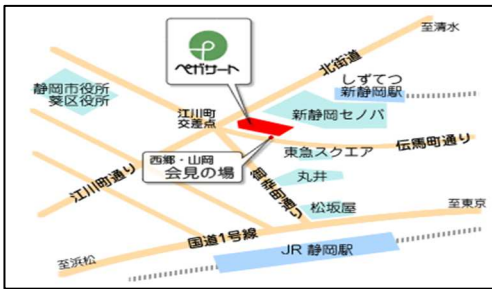 至清水
北街道
ペガサート
しずてつ
新静岡駅
静岡市役所
葵区役所
江川町
交差点
新静岡セノバ
伝馬町通り
東急スクエア
西郷・山岡
会見の場
江川町通り
御幸町通り
丸井
松坂屋
至東京
国道1号線
至浜松
JR 静岡駅